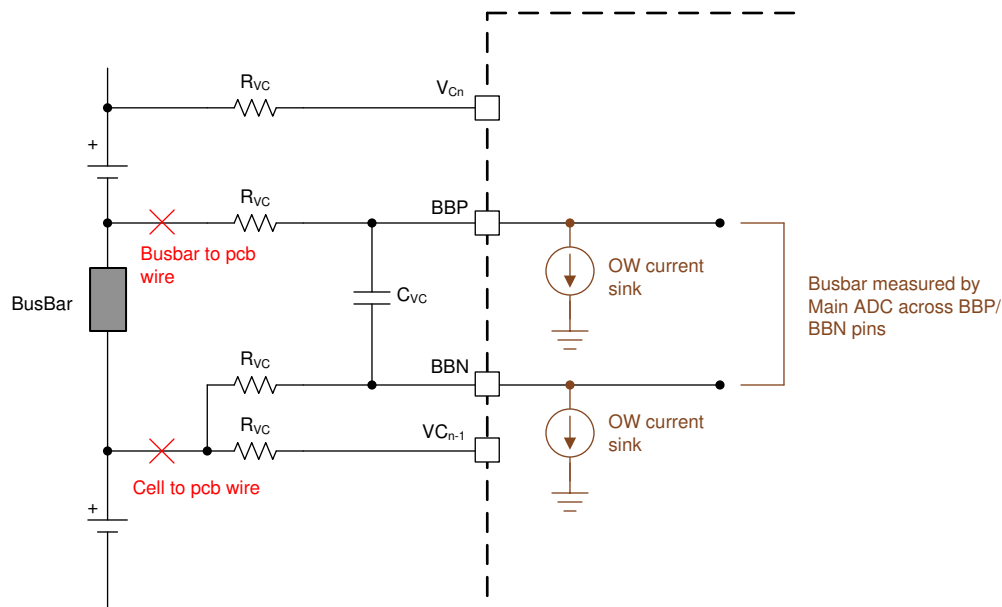 RVC
VCn
+
RVC
BBP
Busbar to pcb
wire
OW current
sink
BusBar
CVC
Busbar measured by
Main ADC across BBP/
BBN pins
RVC
BBN
RVC
VCn-1
OW current
sink
Cell to pcb wire
+